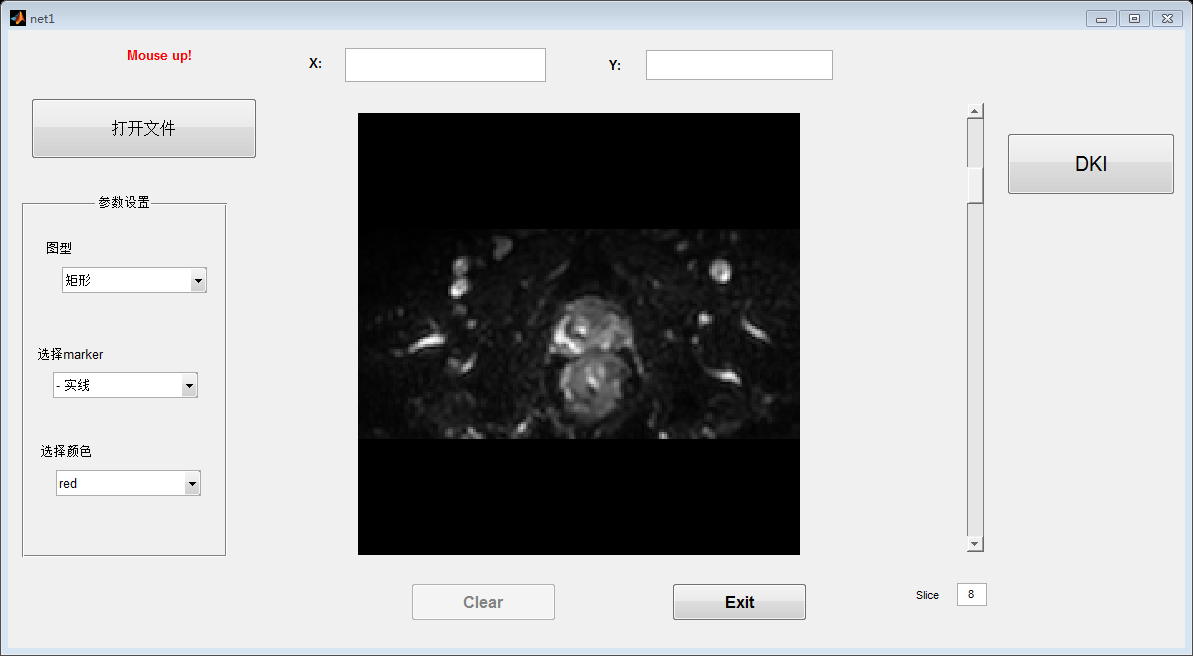 net1
Mouse up!
X:
Y:
打开文件
DKI
参数设置
图型
矩形
选择marker
- 实线
选择颜色
red
Clear
Exit
Slice
8